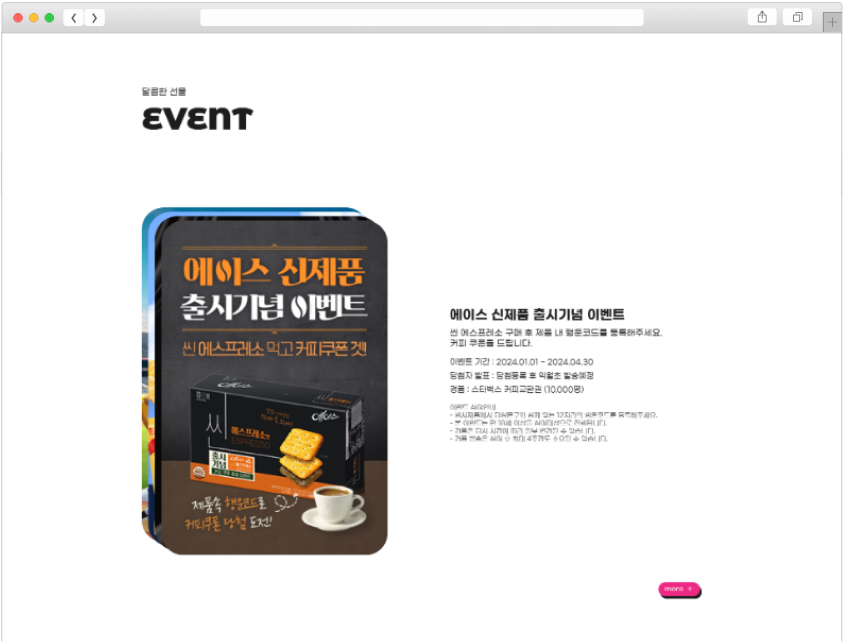 달콤한 선물
EVENT
에이스 신제품
출시기념 이벤트
씬 에스프레소 먹고 커피쿠폰 겟!
에이스
씬
에스프레소맛
ESPRESSO
출시
기념
제품속 행운코드로
커피쿠폰 당첨 도전!
에이스 신제품 출시기념 이벤트
씬 에스프레소 구매 후 제품 내 행운코드를 등록해주세요.
커피 쿠폰을 드립니다.
이벤트 기간 : 2024.01.01 ~ 2024.04.30
당첨자 발표 : 당첨등록 후 익월초 발송예정
경품 : 스타벅스 커피교환권 (10,000명)
more +